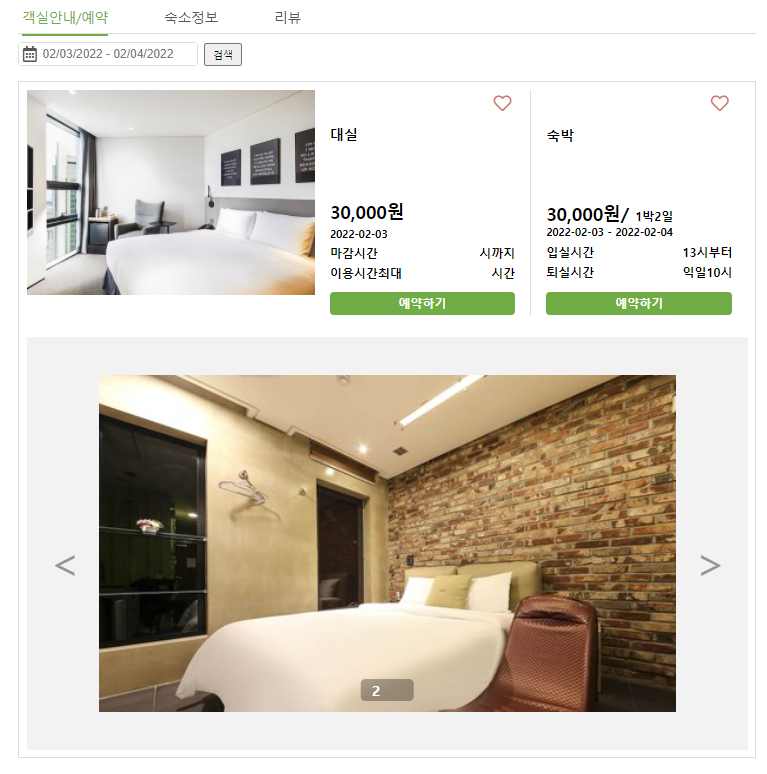 객실안내/예약 숙소정보 리뷰
02/03/2022 - 02/04/2022 검색
대실
30,000원
2022-02-03
마감시간 시까지
이용시간최대 시간
예약하기
숙박
30,000원/ 1박2일
2022-02-03 - 2022-02-04
입실시간 13시부터
퇴실시간 익일10시
예약하기
<
>
2